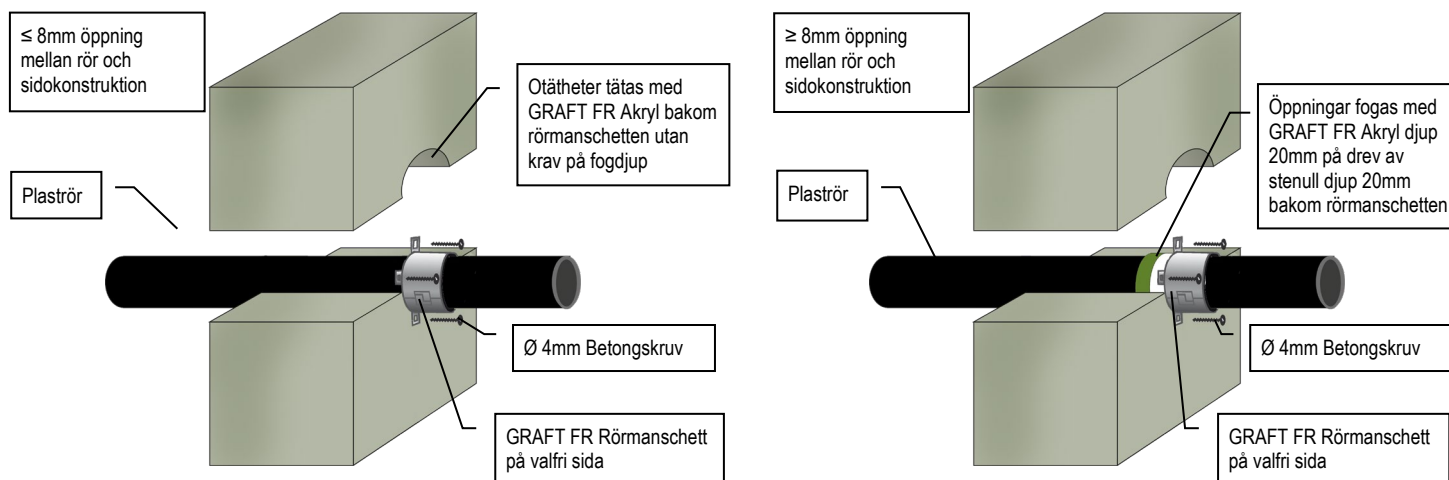 ≤ 8mm öppning
mellan rör och
sidokonstruktion
Otätheter tätas med
GRAFT FR Akryl bakom
rörmanschetten utan
krav på fogdjup
Plaströr
Ø 4mm Betongskruv
GRAFT FR Rörmanschett
på valfri sida
≥ 8mm öppning
mellan rör och
sidokonstruktion
Öppningar fogas med
GRAFT FR Akryl djup
20mm på drev av
stenull djup 20mm
bakom rörmanschetten
Plaströr
Ø 4mm Betongskruv
GRAFT FR Rörmanschett
på valfri sida